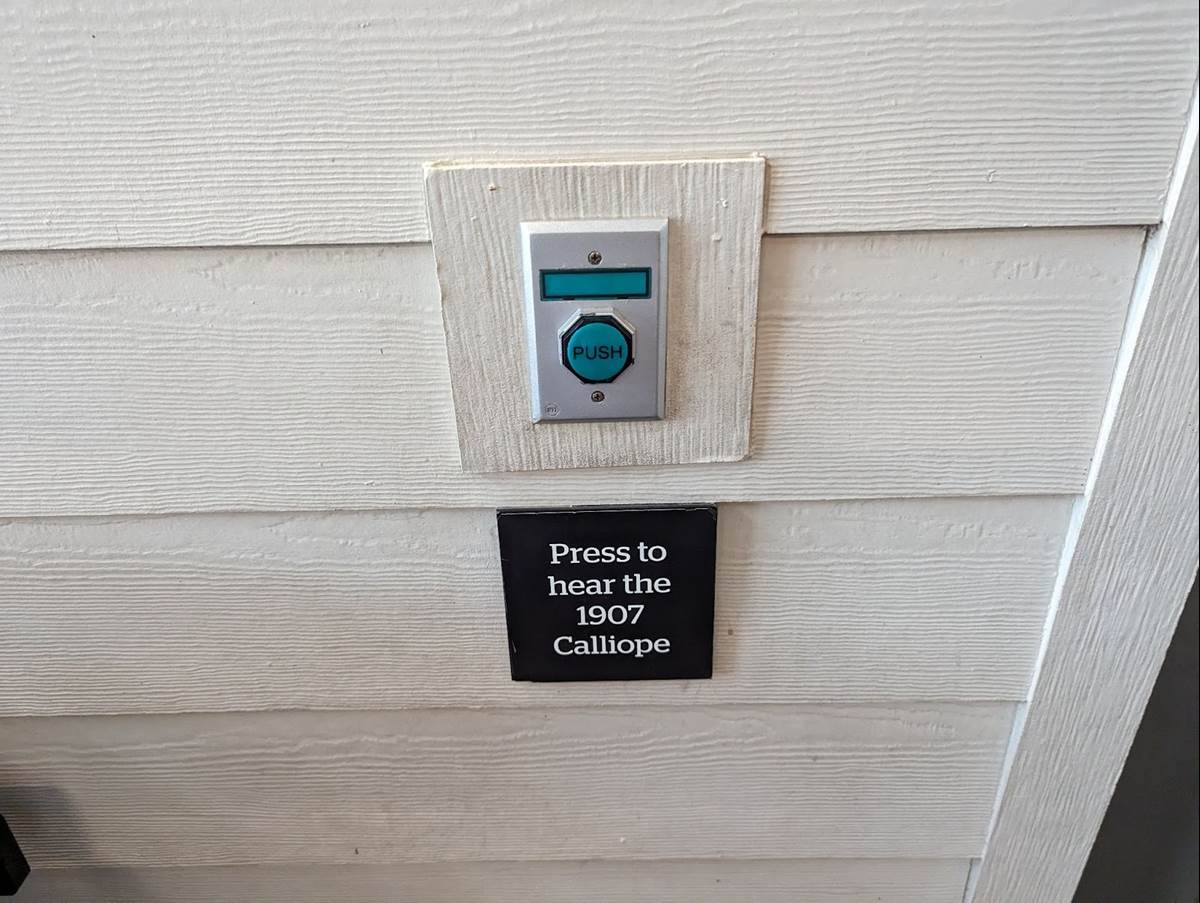 PUSH
Press to
hear the
1907
Calliope